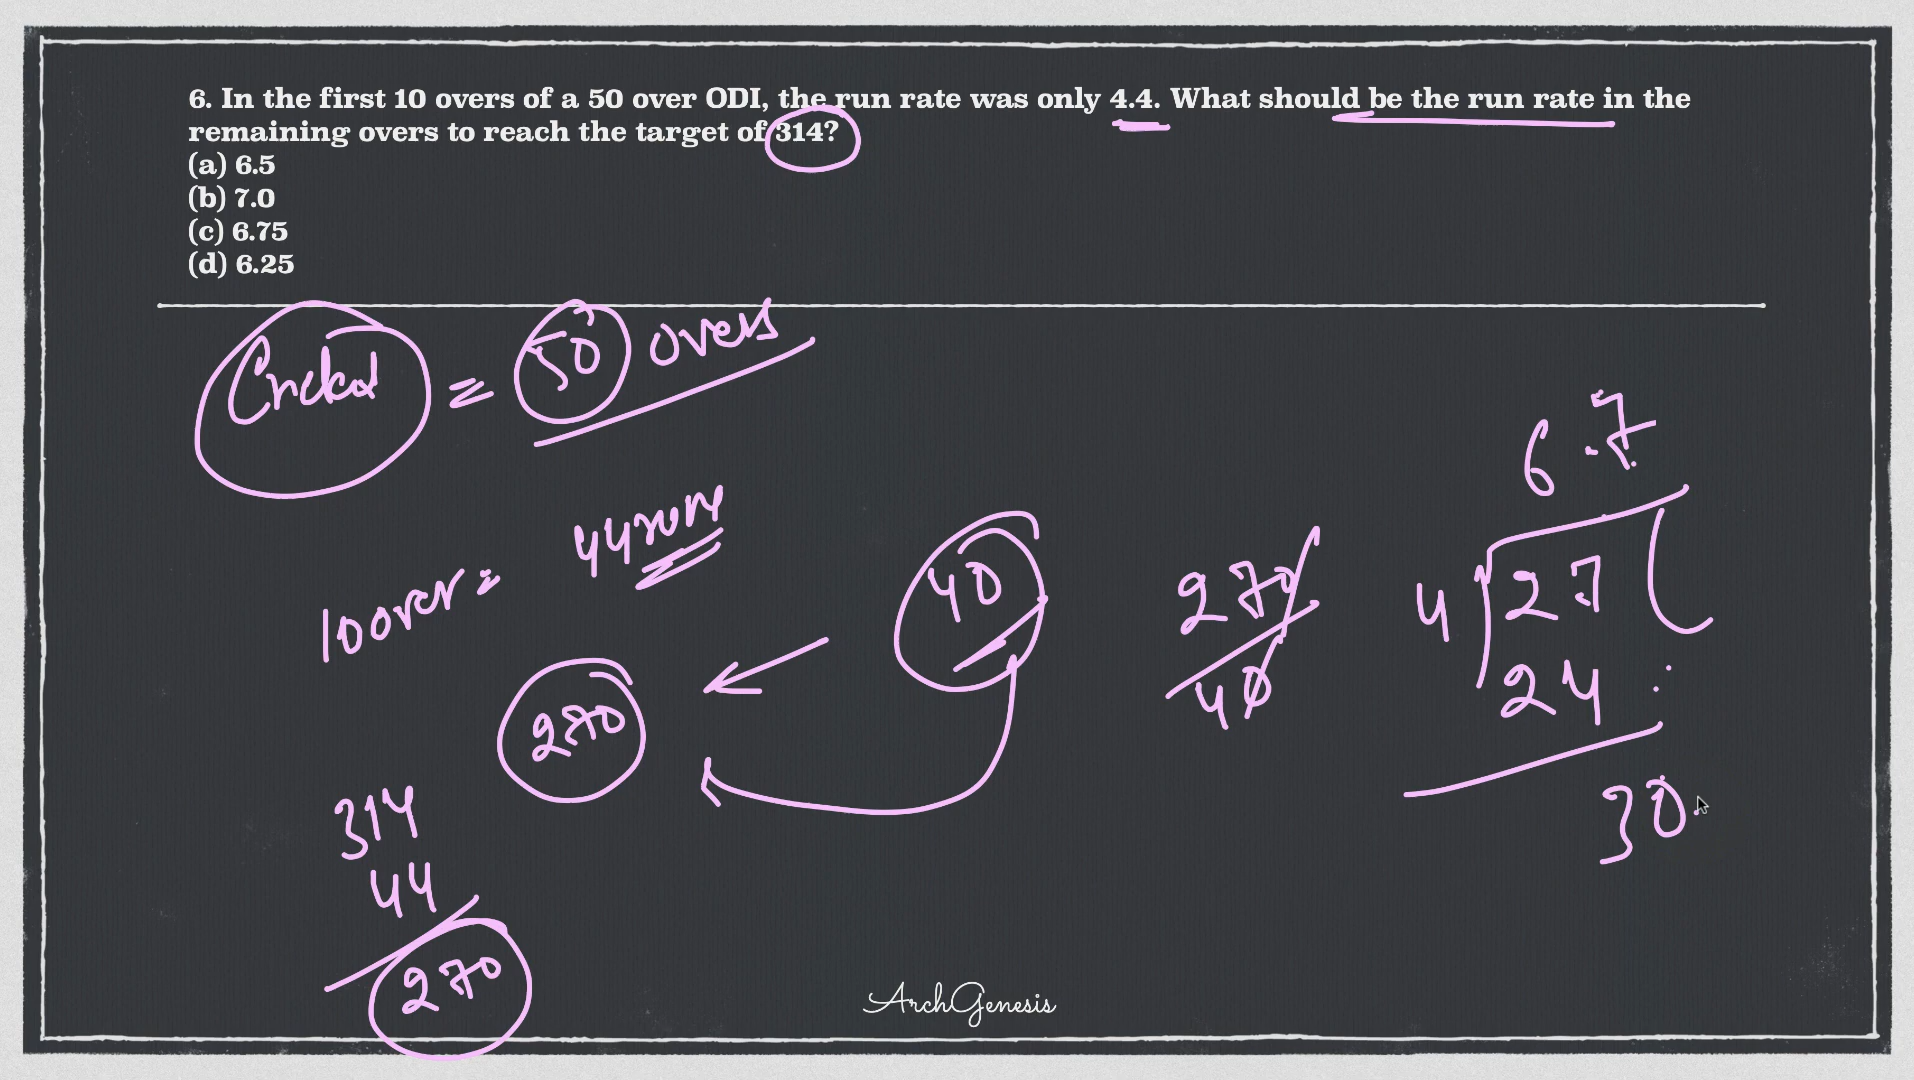 6. In the first 10 overs of a 50 over ODI, the run rate was only 4.4. What should be the run rate in the
remaining overs to reach the target of 314?
(a) 6.5
(b) 7.0
(c) 6.75
(d) 6.25
= 50 overs
10 over = 44 runs
40
270
314
44
270
270
40
6.7
4 27
24
30
ArchGenesis